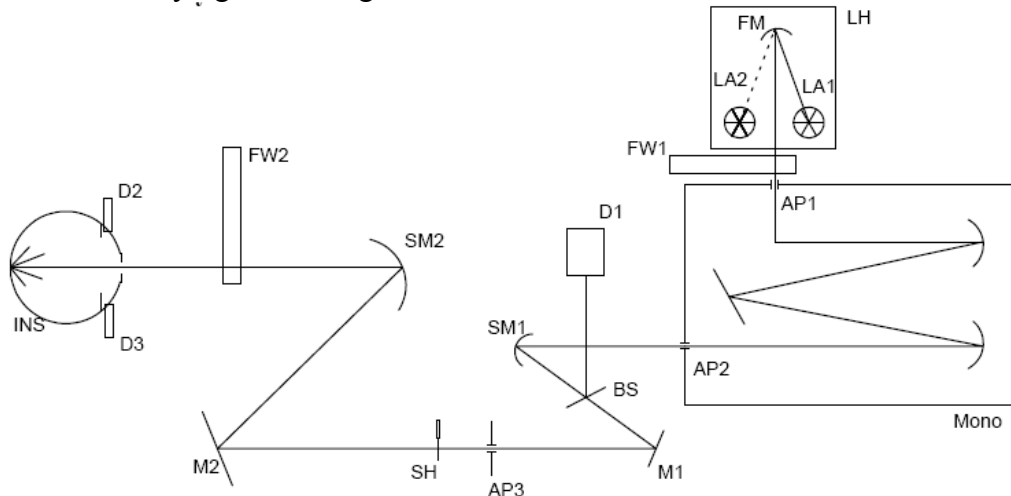 FM
LH
LA2
LA1
FW1
FW2
D2
AP1
D1
SM2
INS
D3
SM1
AP2
BS
Mono
M2
SH
AP3
M1